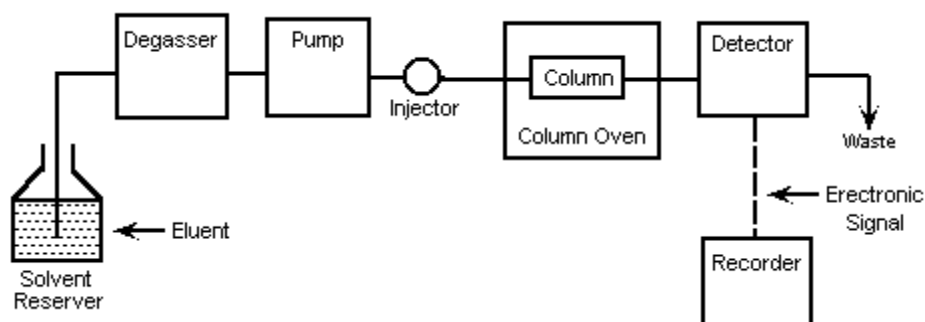 Degasser
Pump
Injector
Column
Column Oven
Detector
Waste
Erectronic
Signal
Recorder
Eluent
Solvent
Reserver